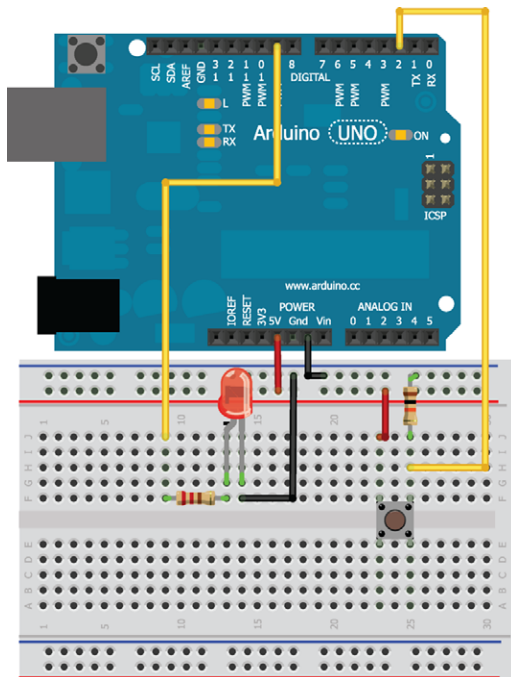 SCL SDA AREF GND 13 12 PWM 11 PWM 10 PWM 8 7 PWM 6 PWM 5 4 PWM 3 2 TX 1 RX 0
DIGITAL
L
TX
RX
Arduino UNO
ON
1
ICSP
www.arduino.cc
POWER
ANALOG IN
IOREF RESET 3V3 5V Gnd Vin 0 1 2 3 4 5
1 5 10 15 20
J
I I
H H
G G
F F
E E
D D
C C
B B
A A
1 5 10 15 20 25 30